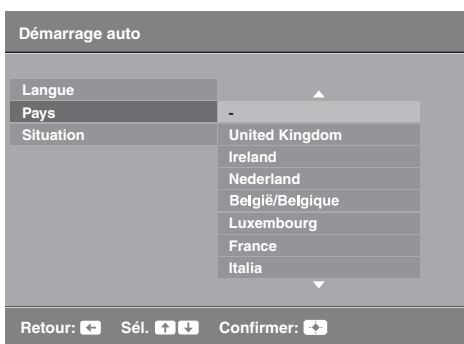 Démarrage auto
Langue
Pays -
Situation United Kingdom
Ireland
Nederland
België/Belgique
Luxembourg
France
Italia
Retour: Sél. Confirmer: